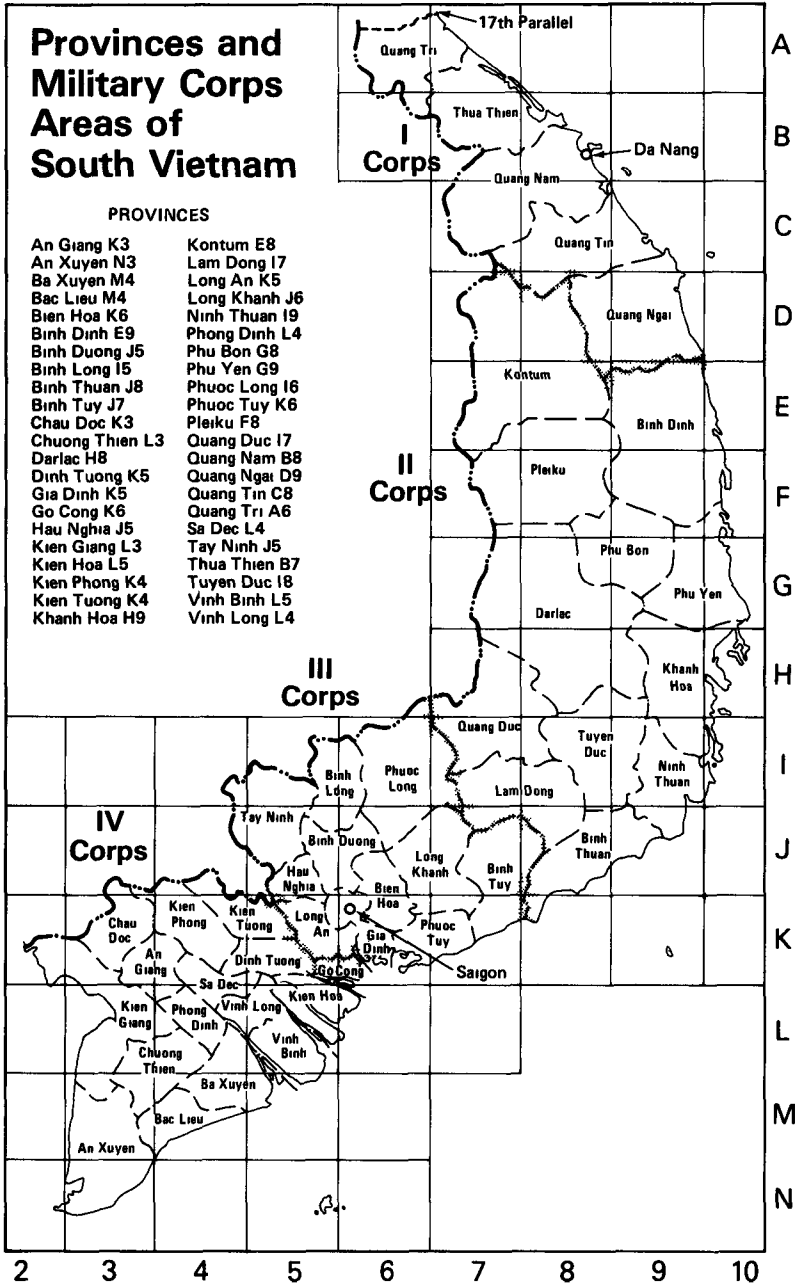 Provinces and
Military Corps
Areas of
South Vietnam
PROVINCES
An Giang K3
An Xuyen N3
Ba Xuyen M4
Bac Lieu M4
Bien Hoa K6
Binh Dinh E9
Binh Duong J5
Binh Long I5
Binh Thuan J8
Binh Tuy J7
Chau Doc K3
Chuong Thien L3
Darlac H8
Dinh Tuong K5
Gia Dinh K5
Go Cong K6
Hau Nghia J5
Kien Giang L3
Kien Hoa L5
Kien Phong K4
Kien Tuong K4
Khanh Hoa H9
Kontum E8
Lam Dong I7
Long An K5
Long Khanh J6
Ninh Thuan I9
Phong Dinh L4
Phu Bon G8
Phu Yen G9
Phuoc Long I6
Phuoc Tuy K6
Pleiku F8
Quang Duc I7
Quang Nam B8
Quang Ngai D9
Quang Tin C8
Quang Tri A6
Sa Dec L4
Tay Ninh J5
Thua Thien B7
Tuyen Duc I8
Vinh Binh L5
Vinh Long L4
17th Parallel
Quang Tri
Thua Thien
I
Corps
Da Nang
Quang Nam
Quang Tin
Quang Ngai
Kontum
Binh Dinh
II
Corps
Pleiku
Phu Bon
Phu Yen
Darlac
III
Corps
Khanh
Hoa
Quang Duc
Tuyen
Duc
Ninh
Thuan
Binh
Long
Phuoc
Long
Lam Dong
IV
Corps
Tay Ninh
Binh Duong
Binh
Thuan
Long
Khanh
Binh
Tuy
Hau
Nghia
Bien
Hoa
Chau
Doc
Kien
Phong
Kien
Tuong
Long
An
Gia
Dinh
Phuoc
Tuy
Saigon
An
Giang
Dinh Tuong
Go Cong
Sa Dec
Kien Hoa
Kien
Giang
Phong
Dinh
Vinh Long
Vinh
Binh
Chuong
Thien
Ba Xuyen
Bac Lieu
An Xuyen
A
B
C
D
E
F
G
H
I
J
K
L
M
N
2 3 4 5 6 7 8 9 10